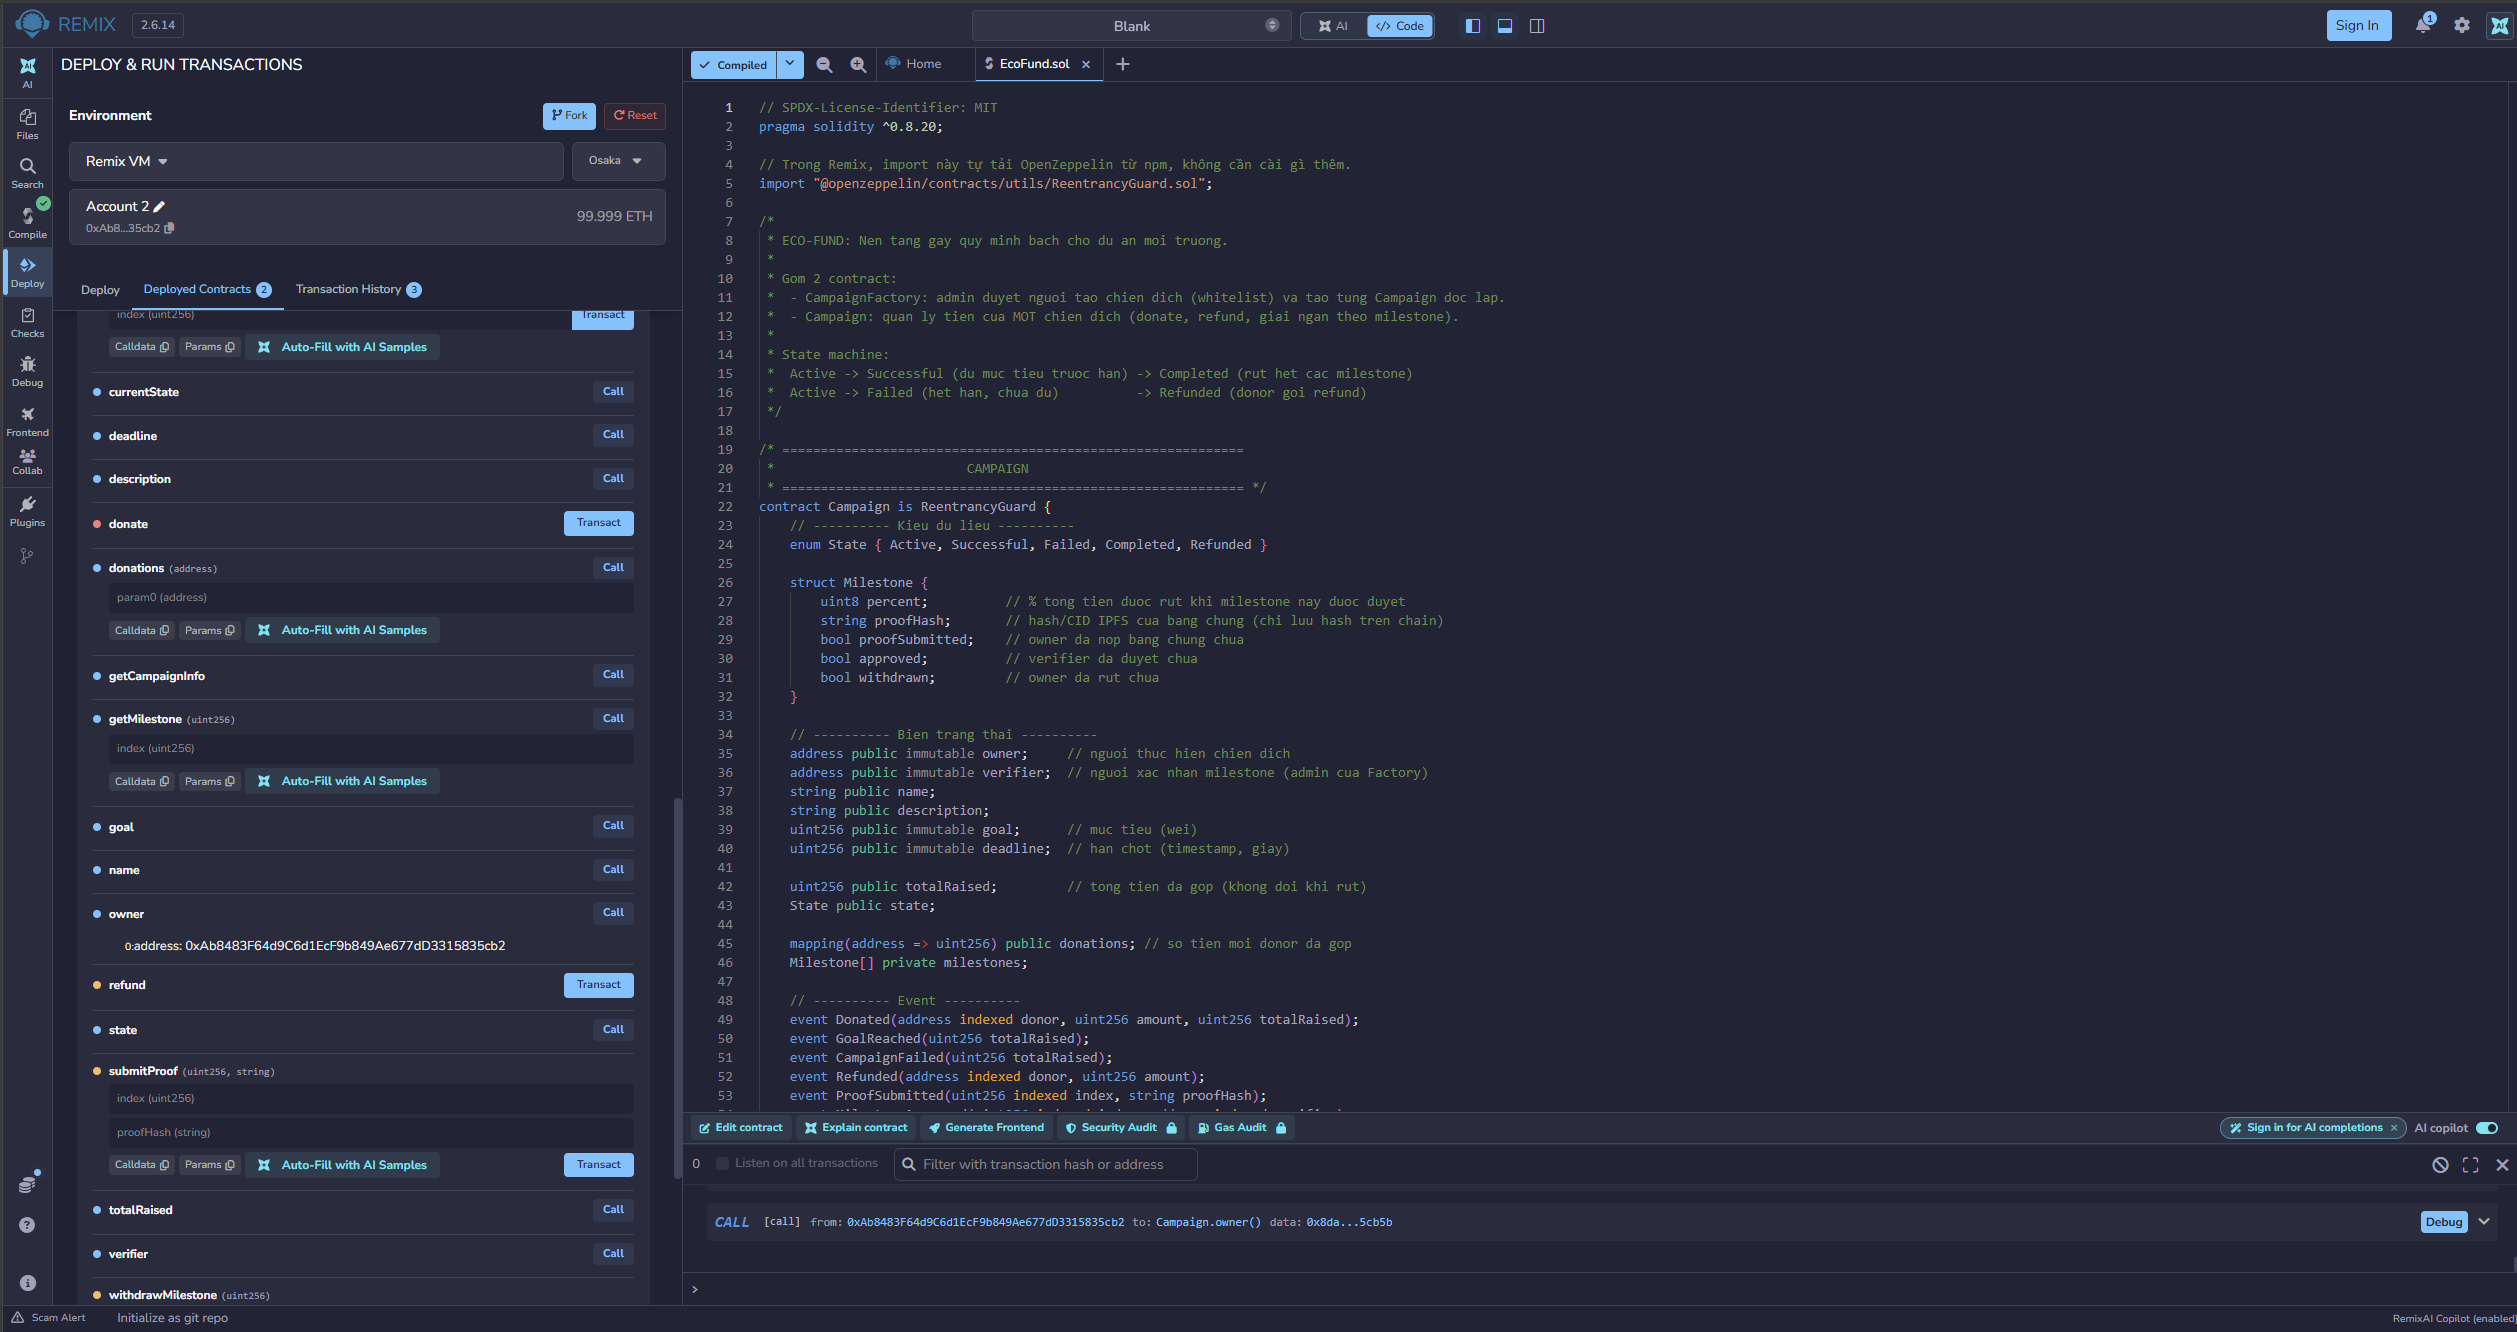 REMIX 2.6.14
Blank
AI
Code
Sign In
1
AI
AI
Files
Search
Compile
Deploy
Checks
Debug
Frontend
Collab
Plugins
DEPLOY & RUN TRANSACTIONS
Environment
Fork
Reset
Remix VM
Osaka
Account 2
0xAb8...35cb2
99.999 ETH
Deploy
Deployed Contracts 2
Transaction History 3
index (uint256)
Transact
Calldata Params Auto-Fill with AI Samples
currentState Call
deadline Call
description Call
donate Transact
donations (address) Call
param0 (address)
Calldata Params Auto-Fill with AI Samples
getCampaignInfo Call
getMilestone (uint256) Call
index (uint256)
Calldata Params Auto-Fill with AI Samples
goal Call
name Call
owner Call
0:address: 0xAb8483F64d9C6d1EcF9b849Ae677dD3315835cb2
refund Transact
state Call
submitProof (uint256, string)
index (uint256)
proofHash (string)
Calldata Params Auto-Fill with AI Samples Transact
totalRaised Call
verifier Call
withdrawMilestone (uint256)
Compiled
Home
EcoFund.sol
1 // SPDX-License-Identifier: MIT
2 pragma solidity ^0.8.20;
3
4 // Trong Remix, import này tự tải OpenZeppelin từ npm, không cần cài gì thêm.
5 import "@openzeppelin/contracts/utils/ReentrancyGuard.sol";
6
7 /*
8 * ECO-FUND: Nen tang gay quy minh bach cho du an moi truong.
9 *
10 * Gom 2 contract:
11 * - CampaignFactory: admin duyet nguoi tao chien dich (whitelist) va tao tung Campaign doc lap.
12 * - Campaign: quan ly tien cua MOT chien dich (donate, refund, giai ngan theo milestone).
13 *
14 * State machine:
15 * Active -> Successful (du muc tieu truoc han) -> Completed (rut het cac milestone)
16 * Active -> Failed (het han, chua du) -> Refunded (donor goi refund)
17 */
18
19 /* ============================================================
20 * CAMPAIGN
21 * ============================================================ */
22 contract Campaign is ReentrancyGuard {
23 // ---------- Kieu du lieu ----------
24 enum State { Active, Successful, Failed, Completed, Refunded }
25
26 struct Milestone {
27 uint8 percent; // % tong tien duoc rut khi milestone nay duoc duyet
28 string proofHash; // hash/CID IPFS cua bang chung (chi luu hash tren chain)
29 bool proofSubmitted; // owner da nop bang chung chua
30 bool approved; // verifier da duyet chua
31 bool withdrawn; // owner da rut chua
32 }
33
34 // ---------- Bien trang thai ----------
35 address public immutable owner; // nguoi thuc hien chien dich
36 address public immutable verifier; // nguoi xac nhan milestone (admin cua Factory)
37 string public name;
38 string public description;
39 uint256 public immutable goal; // muc tieu (wei)
40 uint256 public immutable deadline; // han chot (timestamp, giay)
41
42 uint256 public totalRaised; // tong tien da gop (khong doi khi rut)
43 State public state;
44
45 mapping(address => uint256) public donations; // so tien moi donor da gop
46 Milestone[] private milestones;
47
48 // ---------- Event ----------
49 event Donated(address indexed donor, uint256 amount, uint256 totalRaised);
50 event GoalReached(uint256 totalRaised);
51 event CampaignFailed(uint256 totalRaised);
52 event Refunded(address indexed donor, uint256 amount);
53 event ProofSubmitted(uint256 indexed index, string proofHash);
Edit contract
Explain contract
Generate Frontend
Security Audit
Gas Audit
Sign in for AI completions ×
AI copilot
0 Listen on all transactions
Filter with transaction hash or address
CALL [call] from: 0xAb8483F64d9C6d1EcF9b849Ae677dD3315835cb2 to: Campaign.owner() data: 0x8da...5cb5b
Debug
>
Scam Alert
Initialize as git repo
RemixAI Copilot (enabled